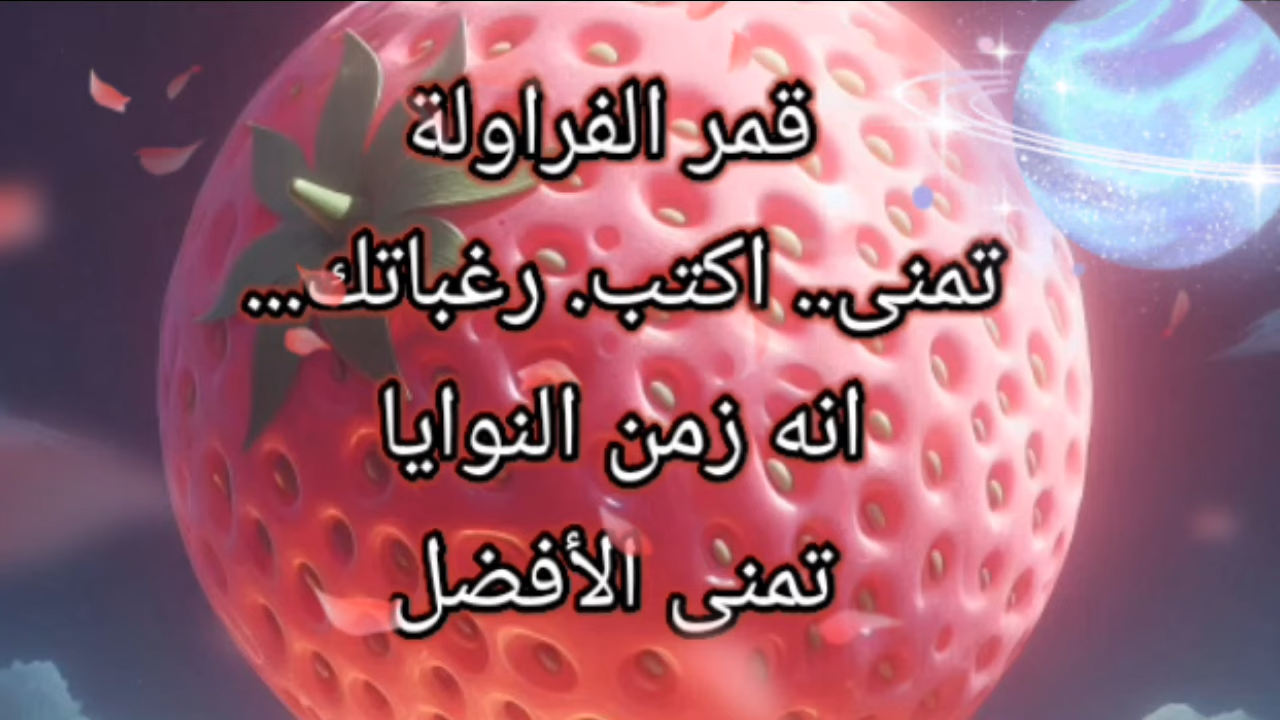 قمر الفراولة
تمنى.. اكتب. رغباتك...
انه زمن النوايا
تمنى الأفضل